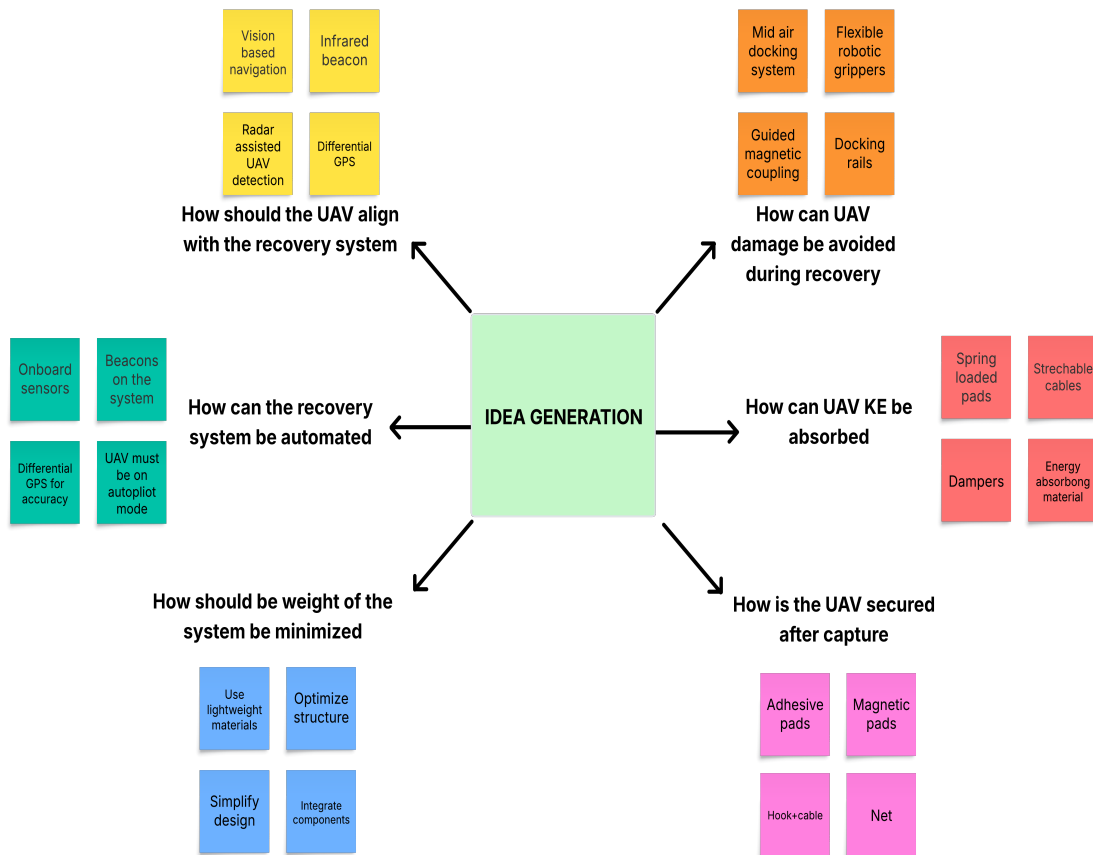 Vision
based
navigation
Infrared
beacon
Radar
assisted
UAV
detection
Differential
GPS
How should the UAV align
with the recovery system
Mid air
docking
system
Flexible
robotic
grippers
Guided
magnetic
coupling
Docking
rails
How can UAV
damage be avoided
during recovery
Onboard
sensors
Beacons
on the
system
Differential
GPS for
accuracy
UAV must
be on
autoplilot
mode
How can the recovery
system be automated
IDEA GENERATION
How can UAV KE be
absorbed
Spring
loaded
pads
Strechable
cables
Dampers
Energy
absorbong
material
How should be weight of the
system be minimized
Use
lightweight
materials
Optimize
structure
Simplify
design
Integrate
components
How is the UAV secured
after capture
Adhesive
pads
Magnetic
pads
Hook+cable
Net